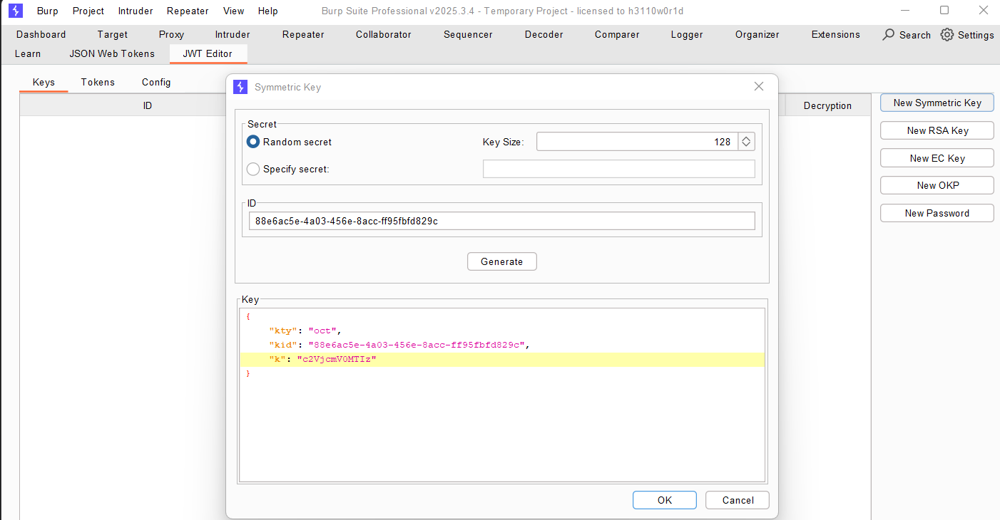 Burp Project Intruder Repeater View Help Burp Suite Professional v2025.3.4 - Temporary Project - licensed to h3110w0r1d
Dashboard Target Proxy Intruder Repeater Collaborator Sequencer Decoder Comparer Logger Organizer Extensions Search Settings
Learn JSON Web Tokens JWT Editor
Keys Tokens Config
ID
Decryption
Symmetric Key
Secret
Random secret Key Size: 128
Specify secret:
ID
88e6ac5e-4a03-456e-8acc-ff95fbfd829c
Generate
Key
{
"kty": "oct",
"kid": "88e6ac5e-4a03-456e-8acc-ff95fbfd829c",
"k": "c2VjcmV0MTIz"
}
OK Cancel
New Symmetric Key
New RSA Key
New EC Key
New OKP
New Password